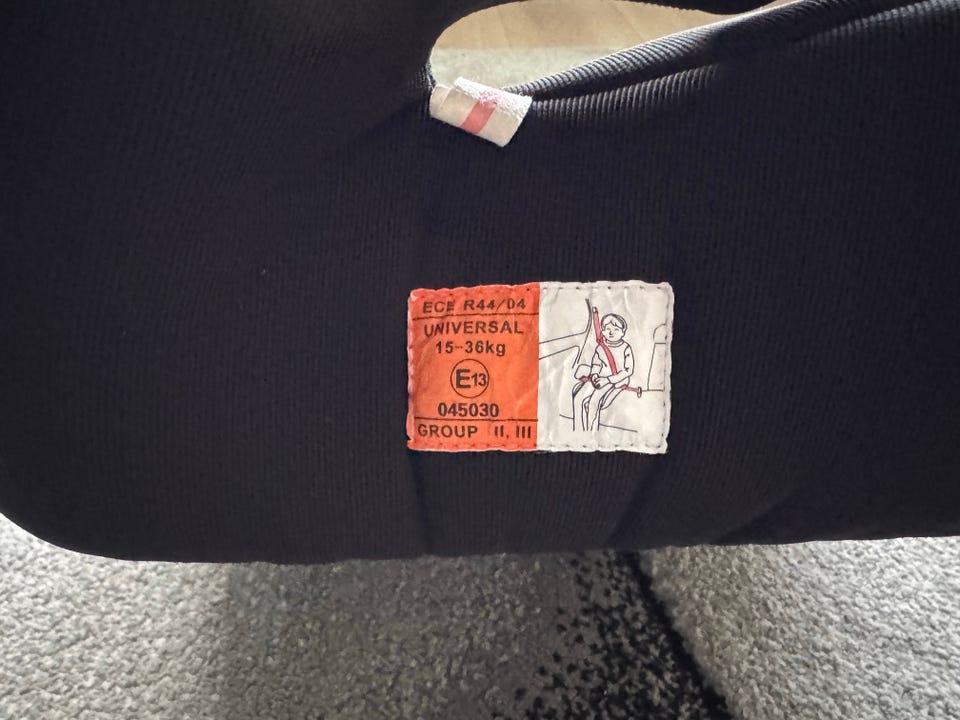 ECE R44/04
UNIVERSAL
15-36kg
E13
045030
GROUP II, III